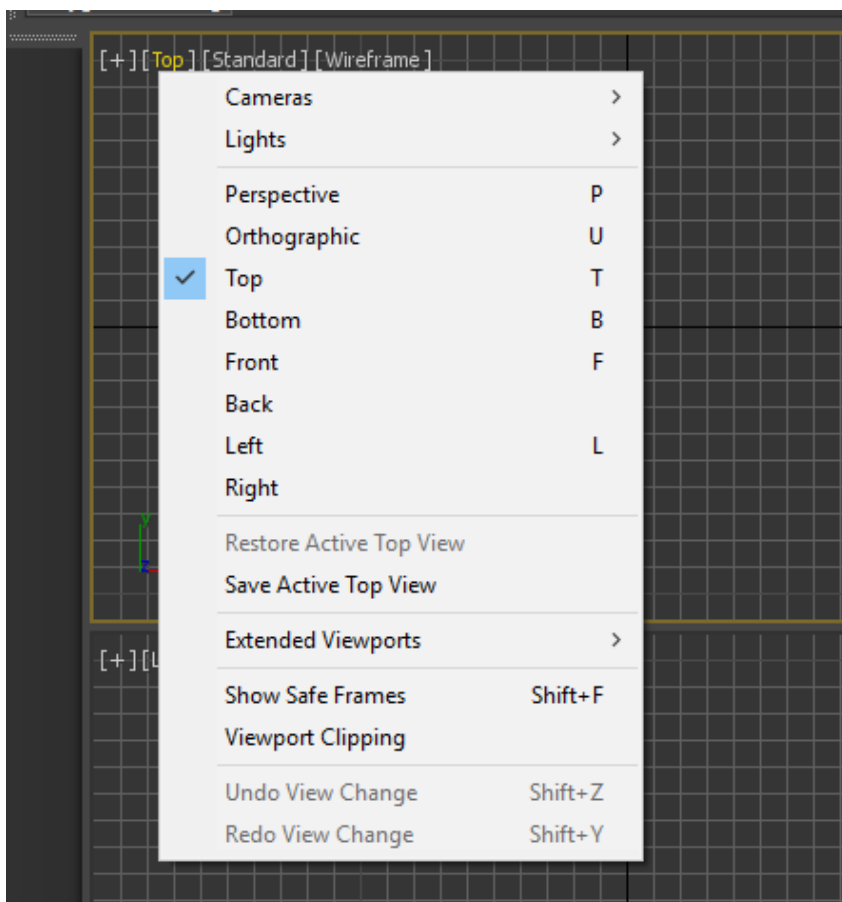 [+] [Top] [Standard] [Wireframe]
Cameras >
Lights >
Perspective P
Orthographic U
Top T
Bottom B
Front F
Back
Left L
Right
y
z
Restore Active Top View
Save Active Top View
Extended Viewports >
[+] [L
Show Safe Frames Shift+F
Viewport Clipping
Undo View Change Shift+Z
Redo View Change Shift+Y